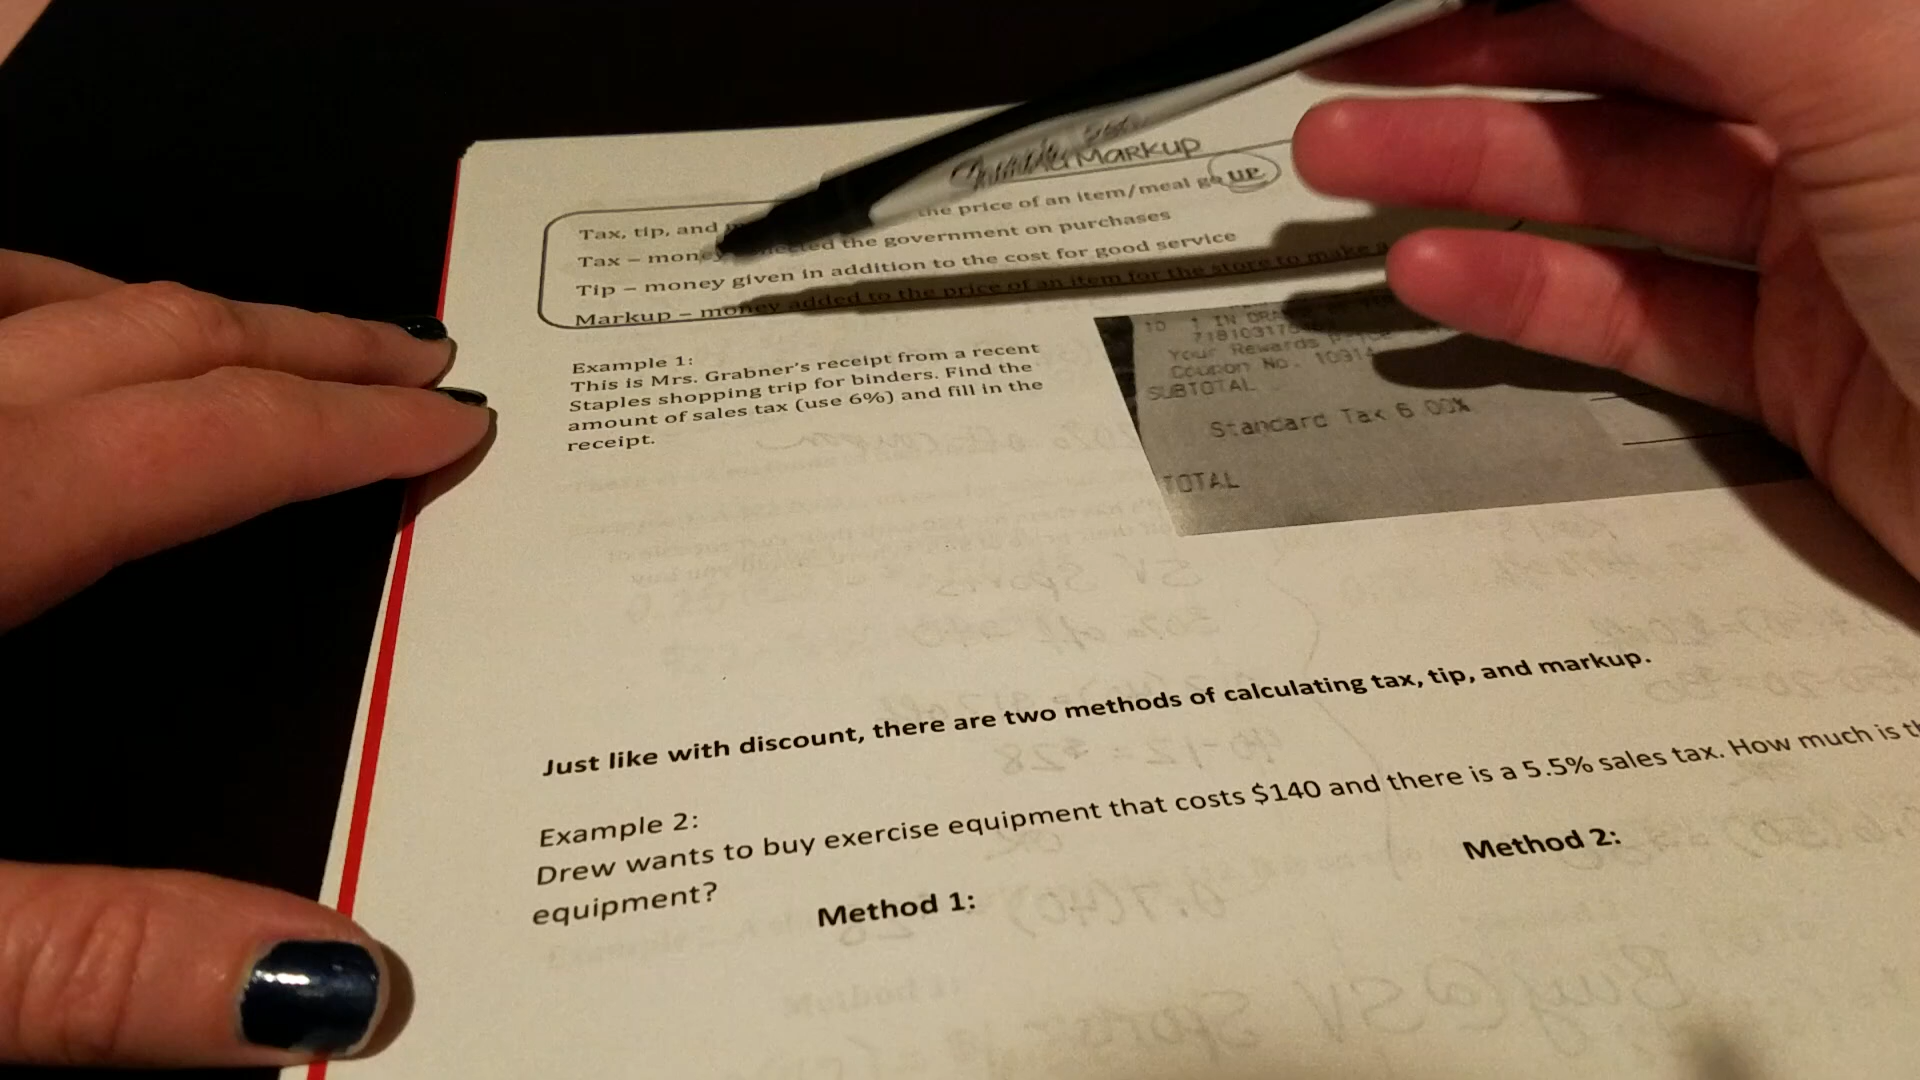 Markup
Tax, tip, and the price of an item/meal go UP
Tax – money collected the government on purchases
Tip – money given in addition to the cost for good service
Markup – money added to the price of an item for the store to make a
Example 1:
This is Mrs. Grabner's receipt from a recent
Staples shopping trip for binders. Find the
amount of sales tax (use 6%) and fill in the
receipt.
10 1 IN
Your Rewards
Coupon No. 10914
SUBTOTAL
Standard Tax 6.00%
TOTAL
Just like with discount, there are two methods of calculating tax, tip, and markup.
Example 2:
Drew wants to buy exercise equipment that costs $140 and there is a 5.5% sales tax. How much is
equipment?
Method 1:
Method 2: